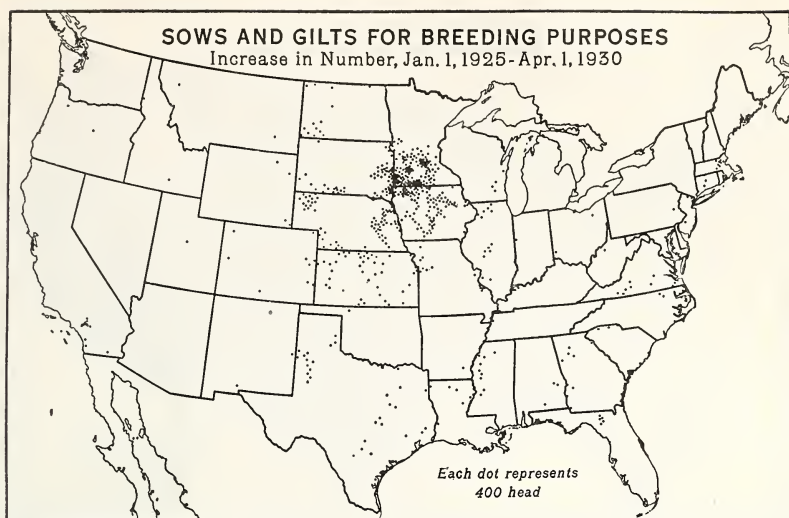 SOWS AND GILTS FOR BREEDING PURPOSES
Increase in Number, Jan. 1, 1925-Apr. 1, 1930
Each dot represents
400 head